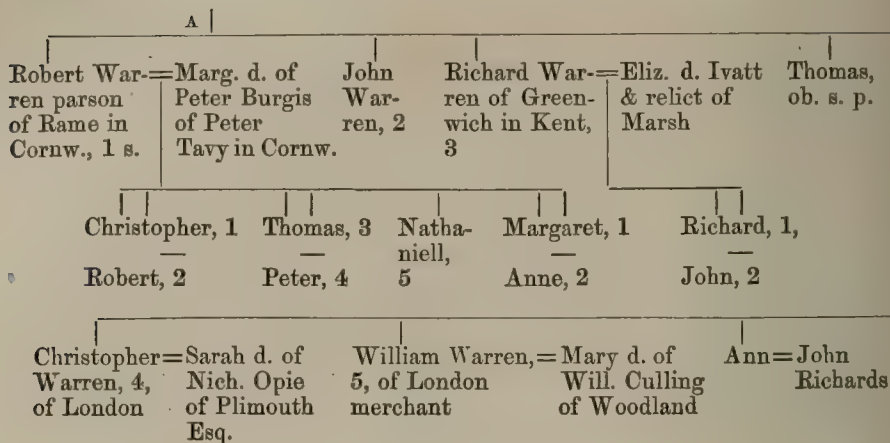 A
Robert War-=Marg. d. of John Richard War-=Eliz. d. Ivatt Thomas,
ren parson Peter Burgis War- ren of Green- & relict of ob. s. p.
of Rame in of Peter ren, 2 wich in Kent, Marsh
Cornw., 1 s. Tavy in Cornw. 3
Christopher, 1 Thomas, 3 Natha- Margaret, 1 Richard, 1,
niell,
Robert, 2 Peter, 4 5 Anne, 2 John, 2
Christopher=Sarah d. of William Warren,=Mary d. of Ann=John
Warren, 4, Nich. Opie 5, of London Will. Culling Richards
of London of Plimouth merchant of Woodland
Esq.